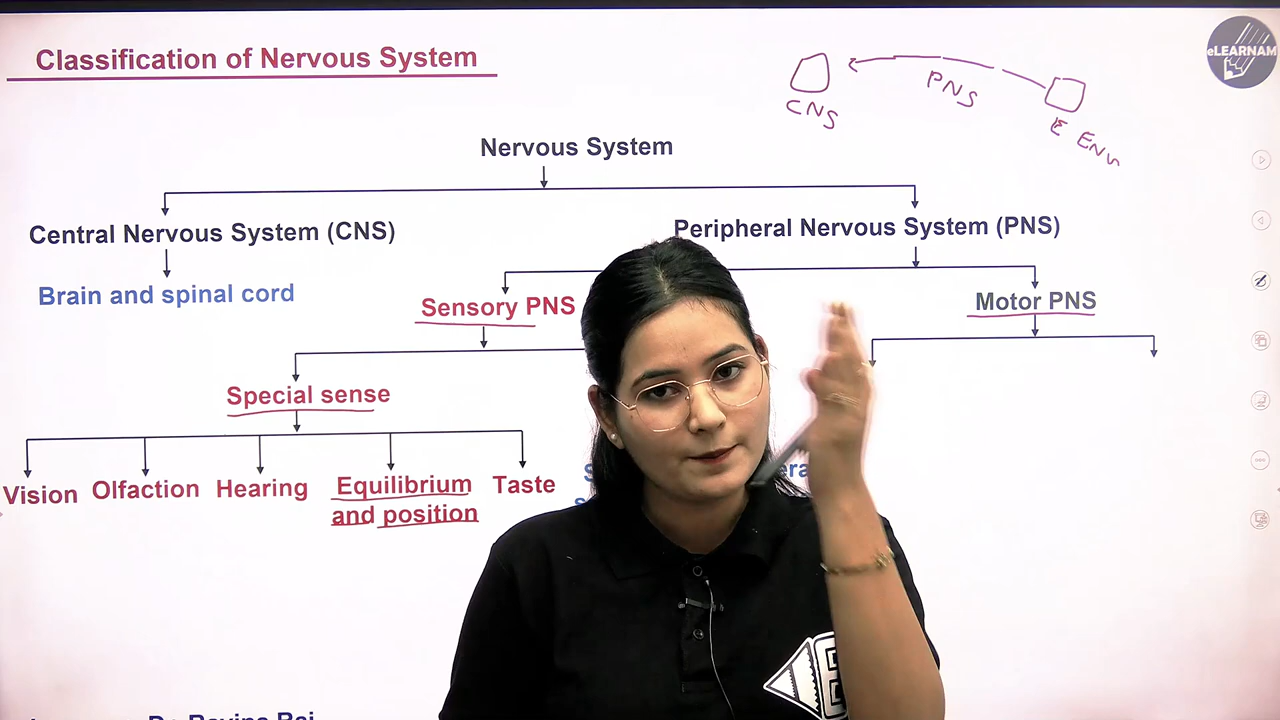 Classification of Nervous System
eLEARNAM
CNS
PNS
Nervous System
Central Nervous System (CNS)
Peripheral Nervous System (PNS)
Brain and spinal cord
Sensory PNS
Motor PNS
Special sense
Vision
Olfaction
Hearing
Equilibrium
and position
Taste